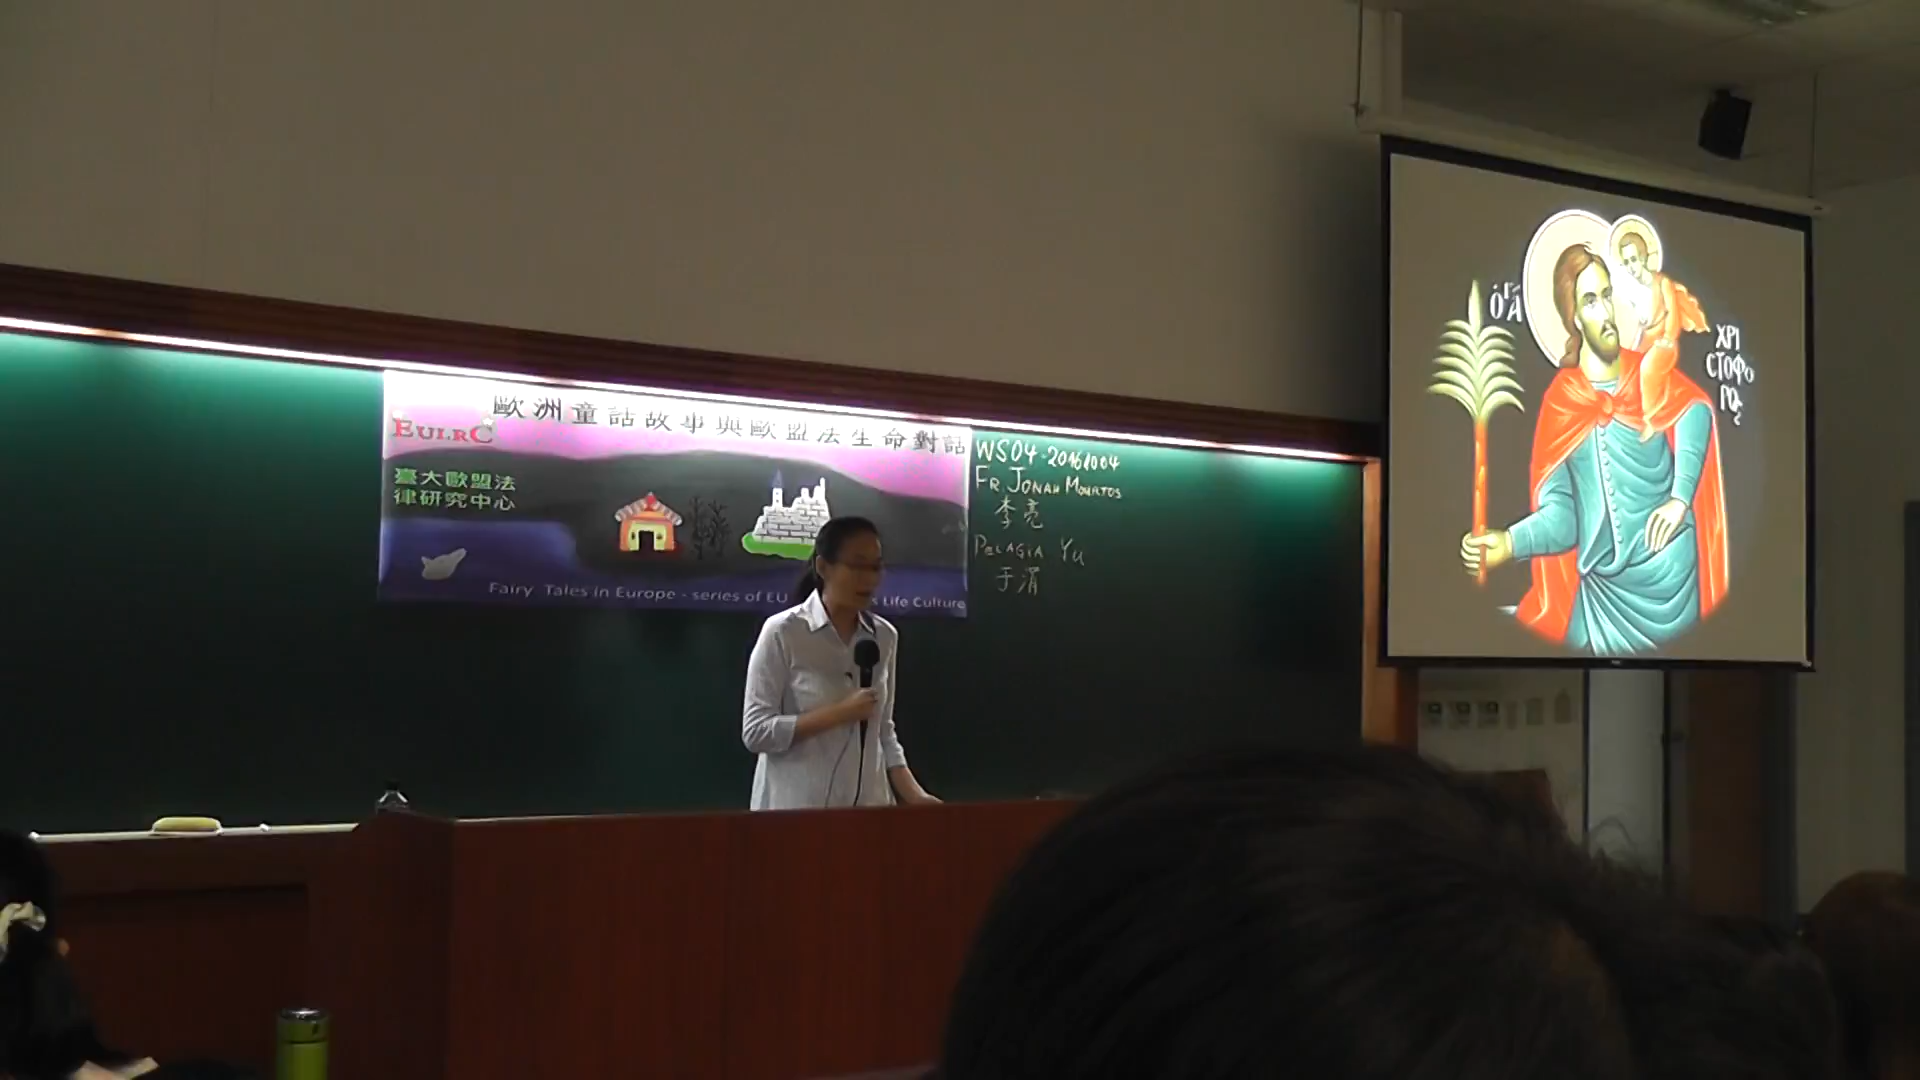 歐洲童話故事與歐盟法生命對話
EULRC
臺大歐盟法
律研究中心
Fairy Tales in Europe - series of EU
s Life Culture
WS04-20161004
FR. JONAH MOURTOS
李亮
PELAGIA YU
于涓
ὁ ἅ
ΧΡΙ
ϹΤΟΦΟ
ΡΟς